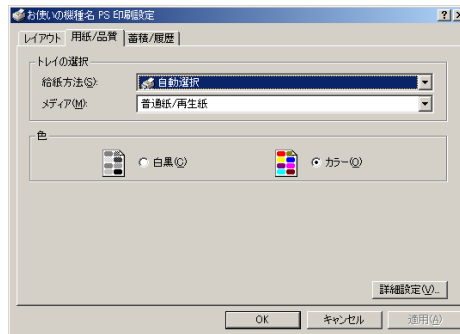 お使いの機種名 PS 印刷設定
レイアウト 用紙/品質 蓄積/履歴
トレイの選択
給紙方法(S): 自動選択
メディア(M): 普通紙/再生紙
色
白黒(C) カラー(O)
詳細設定(V)...
OK キャンセル 適用(A)